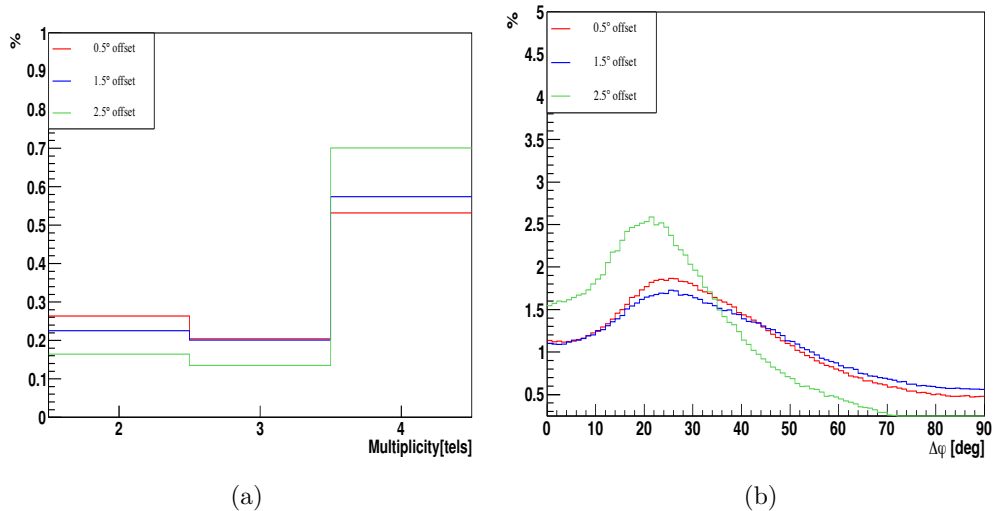 %
1
0.9
0.8
0.7
0.6
0.5
0.4
0.3
0.2
0.1
0
0.5° offset
1.5° offset
2.5° offset
2 3 4
Multiplicity[tels]
(a)
%
5
4.5
4
3.5
3
2.5
2
1.5
1
0.5
0.5° offset
1.5° offset
2.5° offset
0 10 20 30 40 50 60 70 80 90
Δφ [deg]
(b)